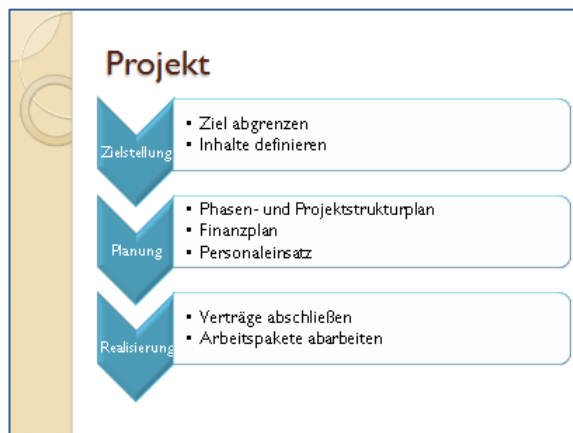 Projekt
Zielstellung
• Ziel abgrenzen
• Inhalte definieren
Planung
• Phasen- und Projektstrukturplan
• Finanzplan
• Personaleinsatz
Realisierung
• Verträge abschließen
• Arbeitspakete abarbeiten